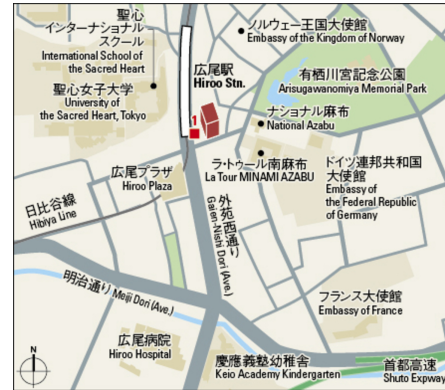 聖心
インターナショナル
スクール
International School of
the Sacred Heart
ノルウェー王国大使館
Embassy of the Kingdom of Norway
広尾駅
Hiroo Stn.
有栖川宮記念公園
Arisugawanomiya Memorial Park
聖心女子大学
University of
the Sacred Heart, Tokyo
1
ナショナル麻布
National Azabu
広尾プラザ
Hiroo Plaza
ラ・トゥール南麻布
La Tour MINAMI AZABU
ドイツ連邦共和国
大使館
Embassy of
the Federal Republic
of Germany
日比谷線
Hibiya Line
外苑西通り
Gaien-Nishi Dori (Ave.)
明治通り Meiji Dori (Ave.)
フランス大使館
Embassy of France
広尾病院
Hiroo Hospital
慶應義塾幼稚舎
Keio Academy Kindergarten
首都高速
Shuto Expway
N